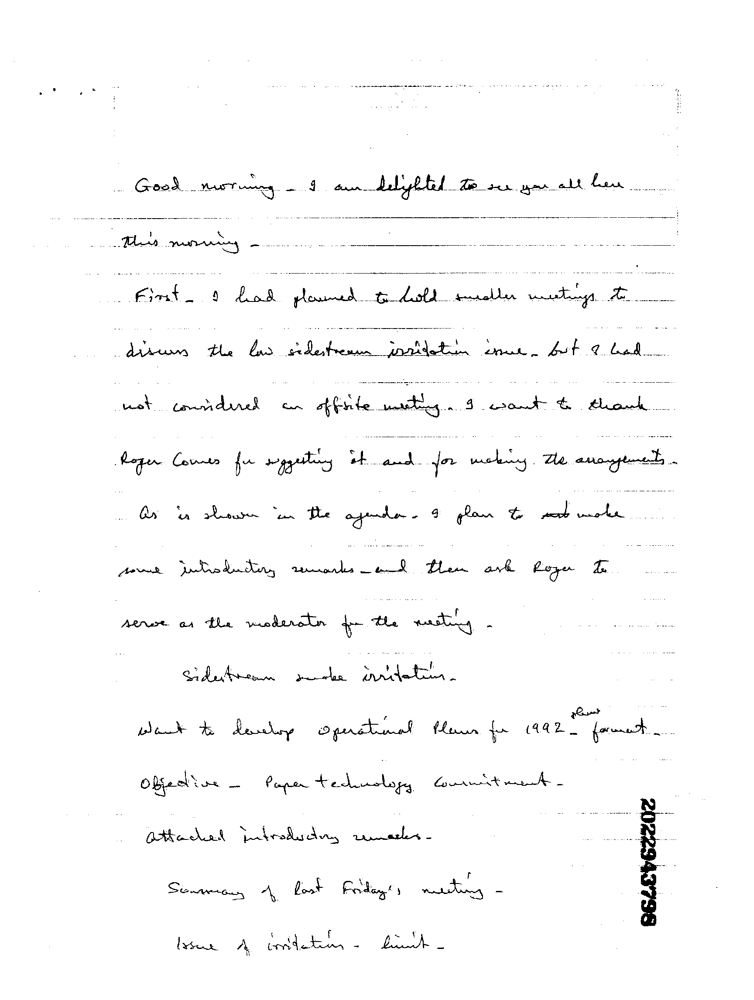 Good morning - I am delighted to see you all here
this morning -
First - I had planned to hold smaller meetings to
discuss the low sidestream irritation issue - but I had
not considered an offsite meeting. I want to thank
Roger Comes for suggesting it and for making the arrangements -
As is shown in the agenda - I plan to make
some introductory remarks - and then ask Roger to
serve as the moderator for the meeting -
Sidestream smoke irritation -
plans
Want to develop Operational Plans for 1992 - format -
Objective - Paper technology commitment -
Attached introductory remarks -
Summary of last Friday's meeting -
Issue of irritation - limit -
2022943798